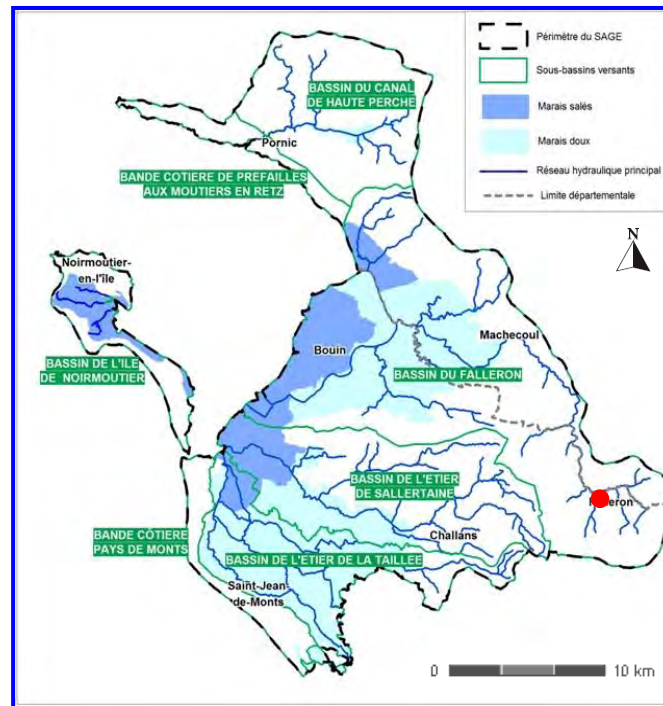 Périmètre du SAGE
Sous-bassins versants
Marais salés
Marais doux
Réseau hydraulique principal
Limite départementale
N
BASSIN DU CANAL
DE HAUTE PERCHE
Pornic
BANDE COTIERE DE PREFAILLES
AUX MOUTIERS EN RETZ
Noirmoutier-
en-l'île
BASSIN DE L'ILE
DE NOIRMOUTIER
Bouin
Machecoul
BASSIN DU FALLERON
BASSIN DE L'ETIER
DE SALLERTAINE
Challans
BANDE CÔTIERE
PAYS DE MONTS
BASSIN DE L'ETIER DE LA TAILLEE
Saint-Jean-
de-Monts
0 10 km